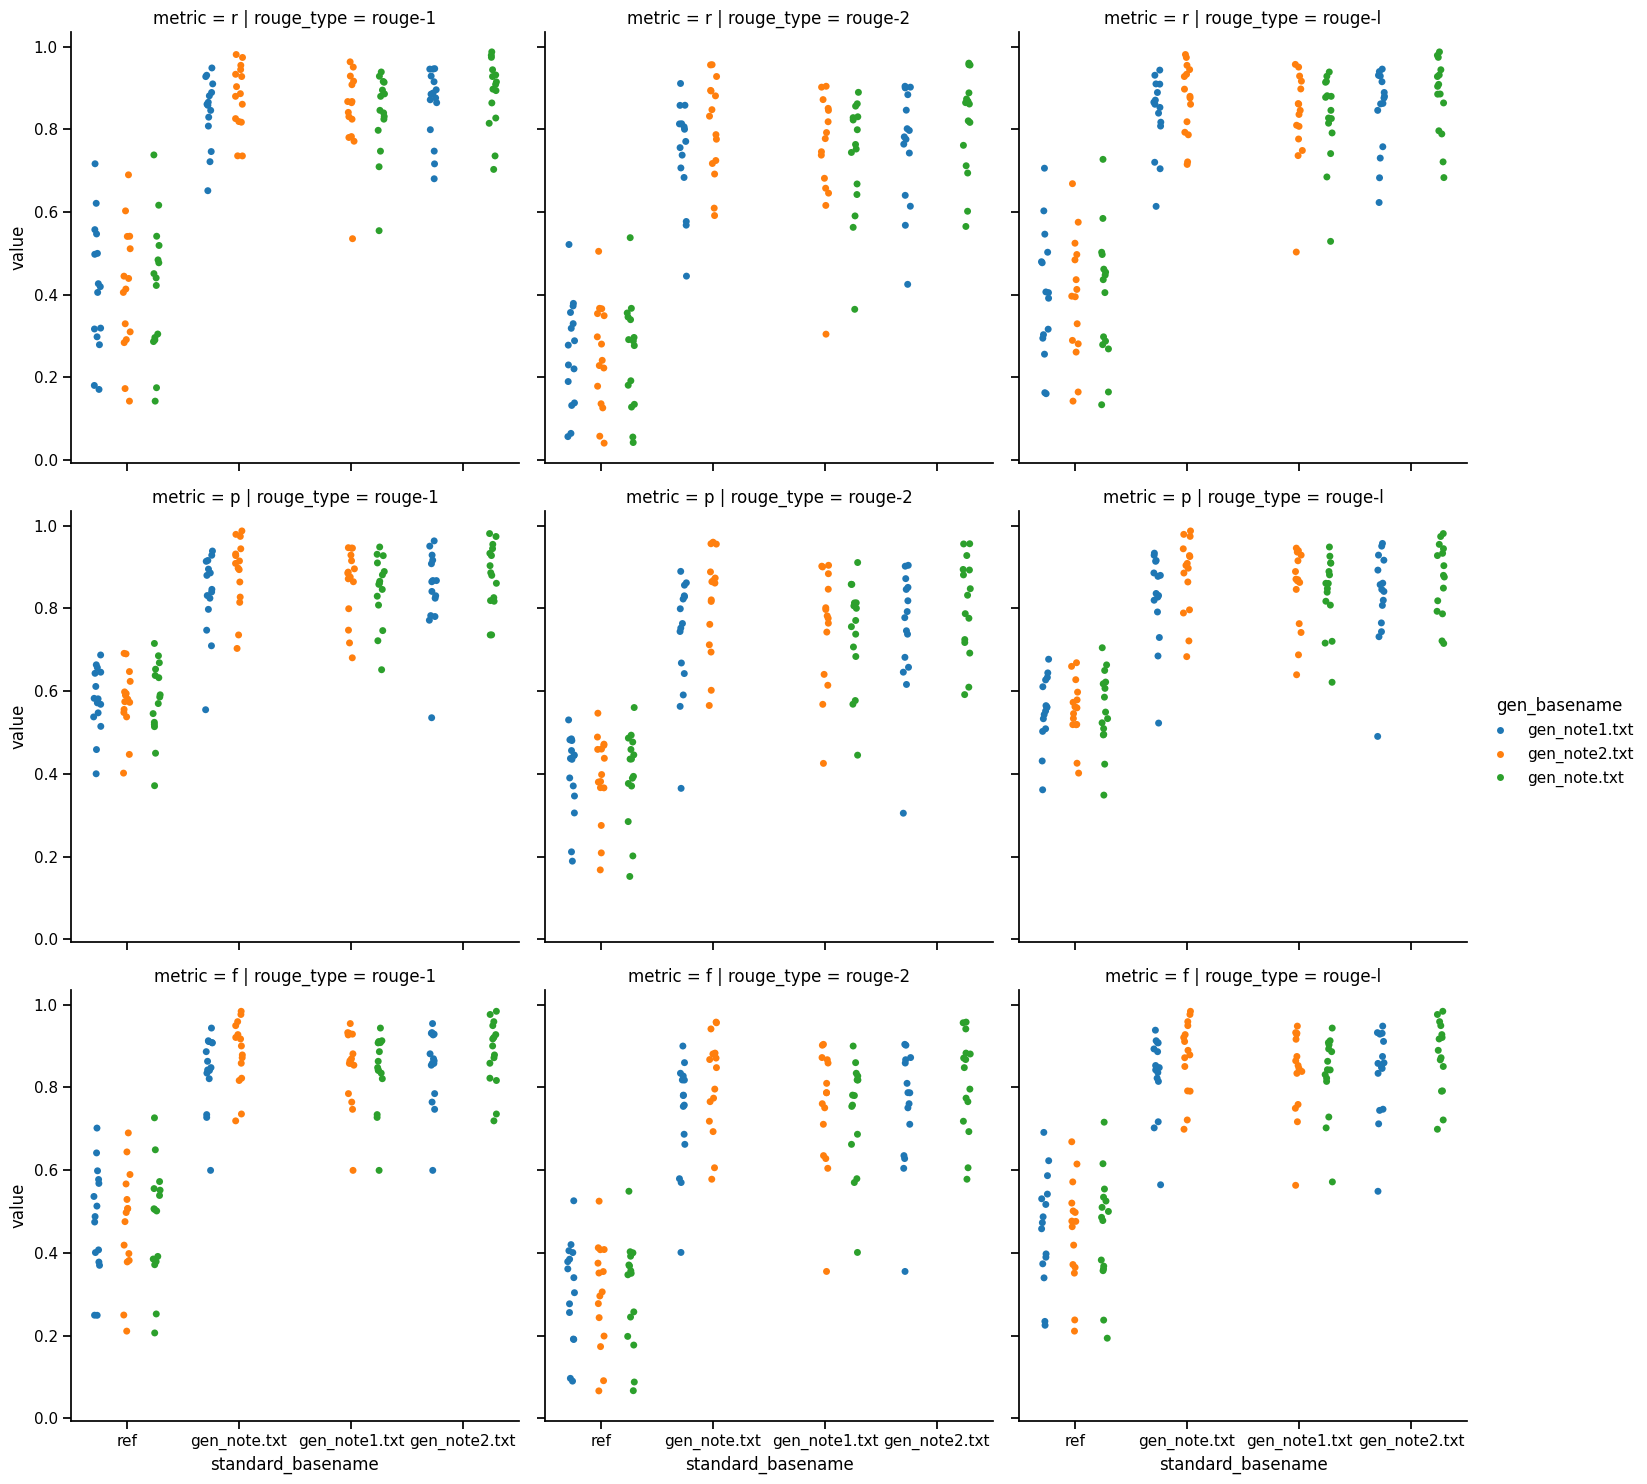 metric = r | rouge_type = rouge-1
metric = r | rouge_type = rouge-2
metric = r | rouge_type = rouge-l
1.0
0.8
0.6
0.4
0.2
0.0
value
metric = p | rouge_type = rouge-1
metric = p | rouge_type = rouge-2
metric = p | rouge_type = rouge-l
1.0
0.8
0.6
0.4
0.2
0.0
value
gen_basename
gen_note1.txt
gen_note2.txt
gen_note.txt
metric = f | rouge_type = rouge-1
metric = f | rouge_type = rouge-2
metric = f | rouge_type = rouge-l
1.0
0.8
0.6
0.4
0.2
0.0
value
ref gen_note.txt gen_note1.txt gen_note2.txt
standard_basename
ref gen_note.txt gen_note1.txt gen_note2.txt
standard_basename
ref gen_note.txt gen_note1.txt gen_note2.txt
standard_basename